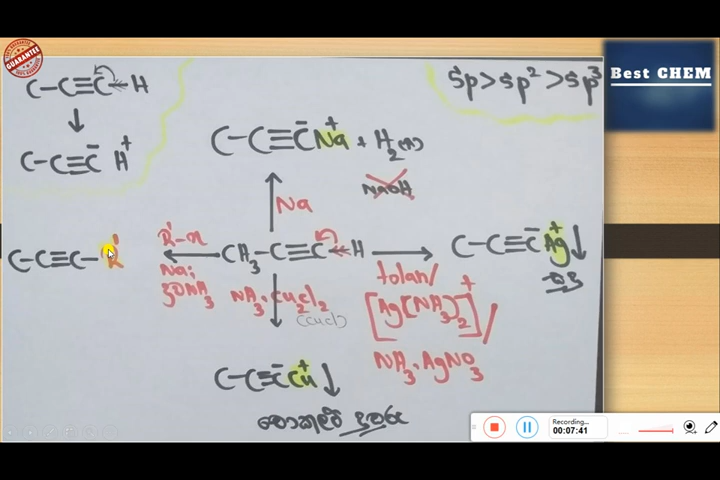 GUARANTEE
Best CHEM
C-C≡C-H
sp > sp² > sp³
C-C≡C⁻ H⁺
C-C≡C⁻Na⁺ + H₂(g)
NaOH
Na
R'-x
Na;
C-C≡C-R'
CH₃-C≡C-H
C-C≡C⁻Ag⁺↓
NH₃, Cu₂Cl₂
(CuCl)
tolan/
[Ag(NH₃)₂]⁺/
NH₃, AgNO₃
C-C≡C⁻Cu⁺↓
Recording...
00:07:41